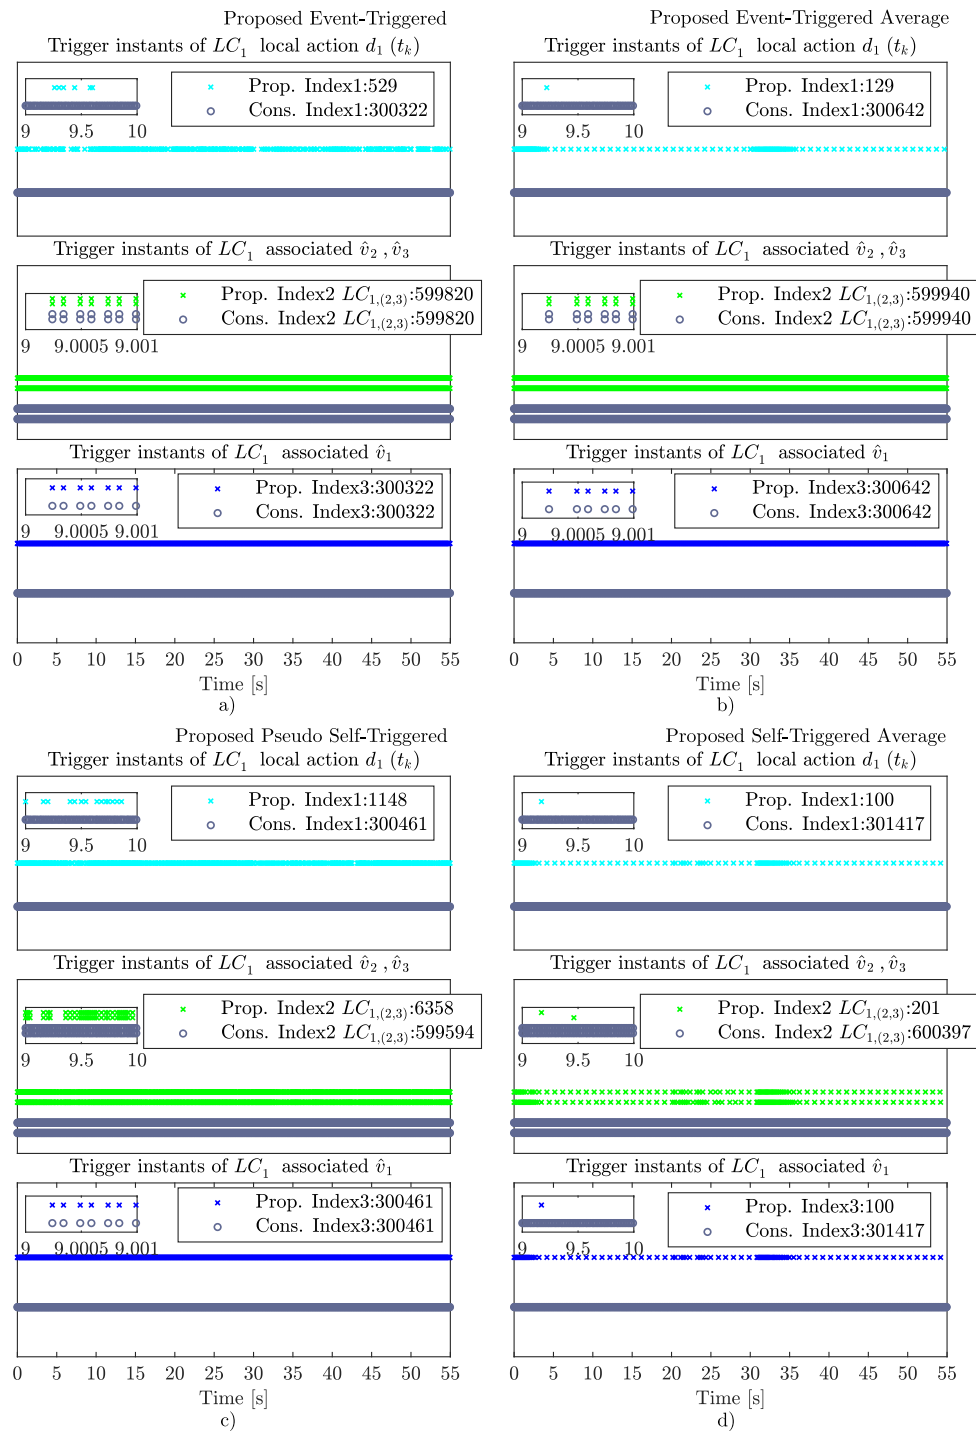 Proposed Event-Triggered
Trigger instants of LC₁ local action d₁ (tₖ)
Prop. Index1:529
Cons. Index1:300322
9 9.5 10
Trigger instants of LC₁ associated v̂₂ , v̂₃
Prop. Index2 LC₁,₍₂,₃₎:599820
Cons. Index2 LC₁,₍₂,₃₎:599820
9 9.0005 9.001
Trigger instants of LC₁ associated v̂₁
Prop. Index3:300322
Cons. Index3:300322
9 9.0005 9.001
0 5 10 15 20 25 30 35 40 45 50 55
Time [s]
a)
Proposed Event-Triggered Average
Trigger instants of LC₁ local action d₁ (tₖ)
Prop. Index1:129
Cons. Index1:300642
9 9.5 10
Trigger instants of LC₁ associated v̂₂ , v̂₃
Prop. Index2 LC₁,₍₂,₃₎:599940
Cons. Index2 LC₁,₍₂,₃₎:599940
9 9.0005 9.001
Trigger instants of LC₁ associated v̂₁
Prop. Index3:300642
Cons. Index3:300642
9 9.0005 9.001
0 5 10 15 20 25 30 35 40 45 50 55
Time [s]
b)
Proposed Pseudo Self-Triggered
Trigger instants of LC₁ local action d₁ (tₖ)
Prop. Index1:1148
Cons. Index1:300461
9 9.5 10
Trigger instants of LC₁ associated v̂₂ , v̂₃
Prop. Index2 LC₁,₍₂,₃₎:6358
Cons. Index2 LC₁,₍₂,₃₎:599594
9 9.5 10
Trigger instants of LC₁ associated v̂₁
Prop. Index3:300461
Cons. Index3:300461
9 9.0005 9.001
0 5 10 15 20 25 30 35 40 45 50 55
Time [s]
c)
Proposed Self-Triggered Average
Trigger instants of LC₁ local action d₁ (tₖ)
Prop. Index1:100
Cons. Index1:301417
9 9.5 10
Trigger instants of LC₁ associated v̂₂ , v̂₃
Prop. Index2 LC₁,₍₂,₃₎:201
Cons. Index2 LC₁,₍₂,₃₎:600397
9 9.5 10
Trigger instants of LC₁ associated v̂₁
Prop. Index3:100
Cons. Index3:301417
9 9.5 10
0 5 10 15 20 25 30 35 40 45 50 55
Time [s]
d)